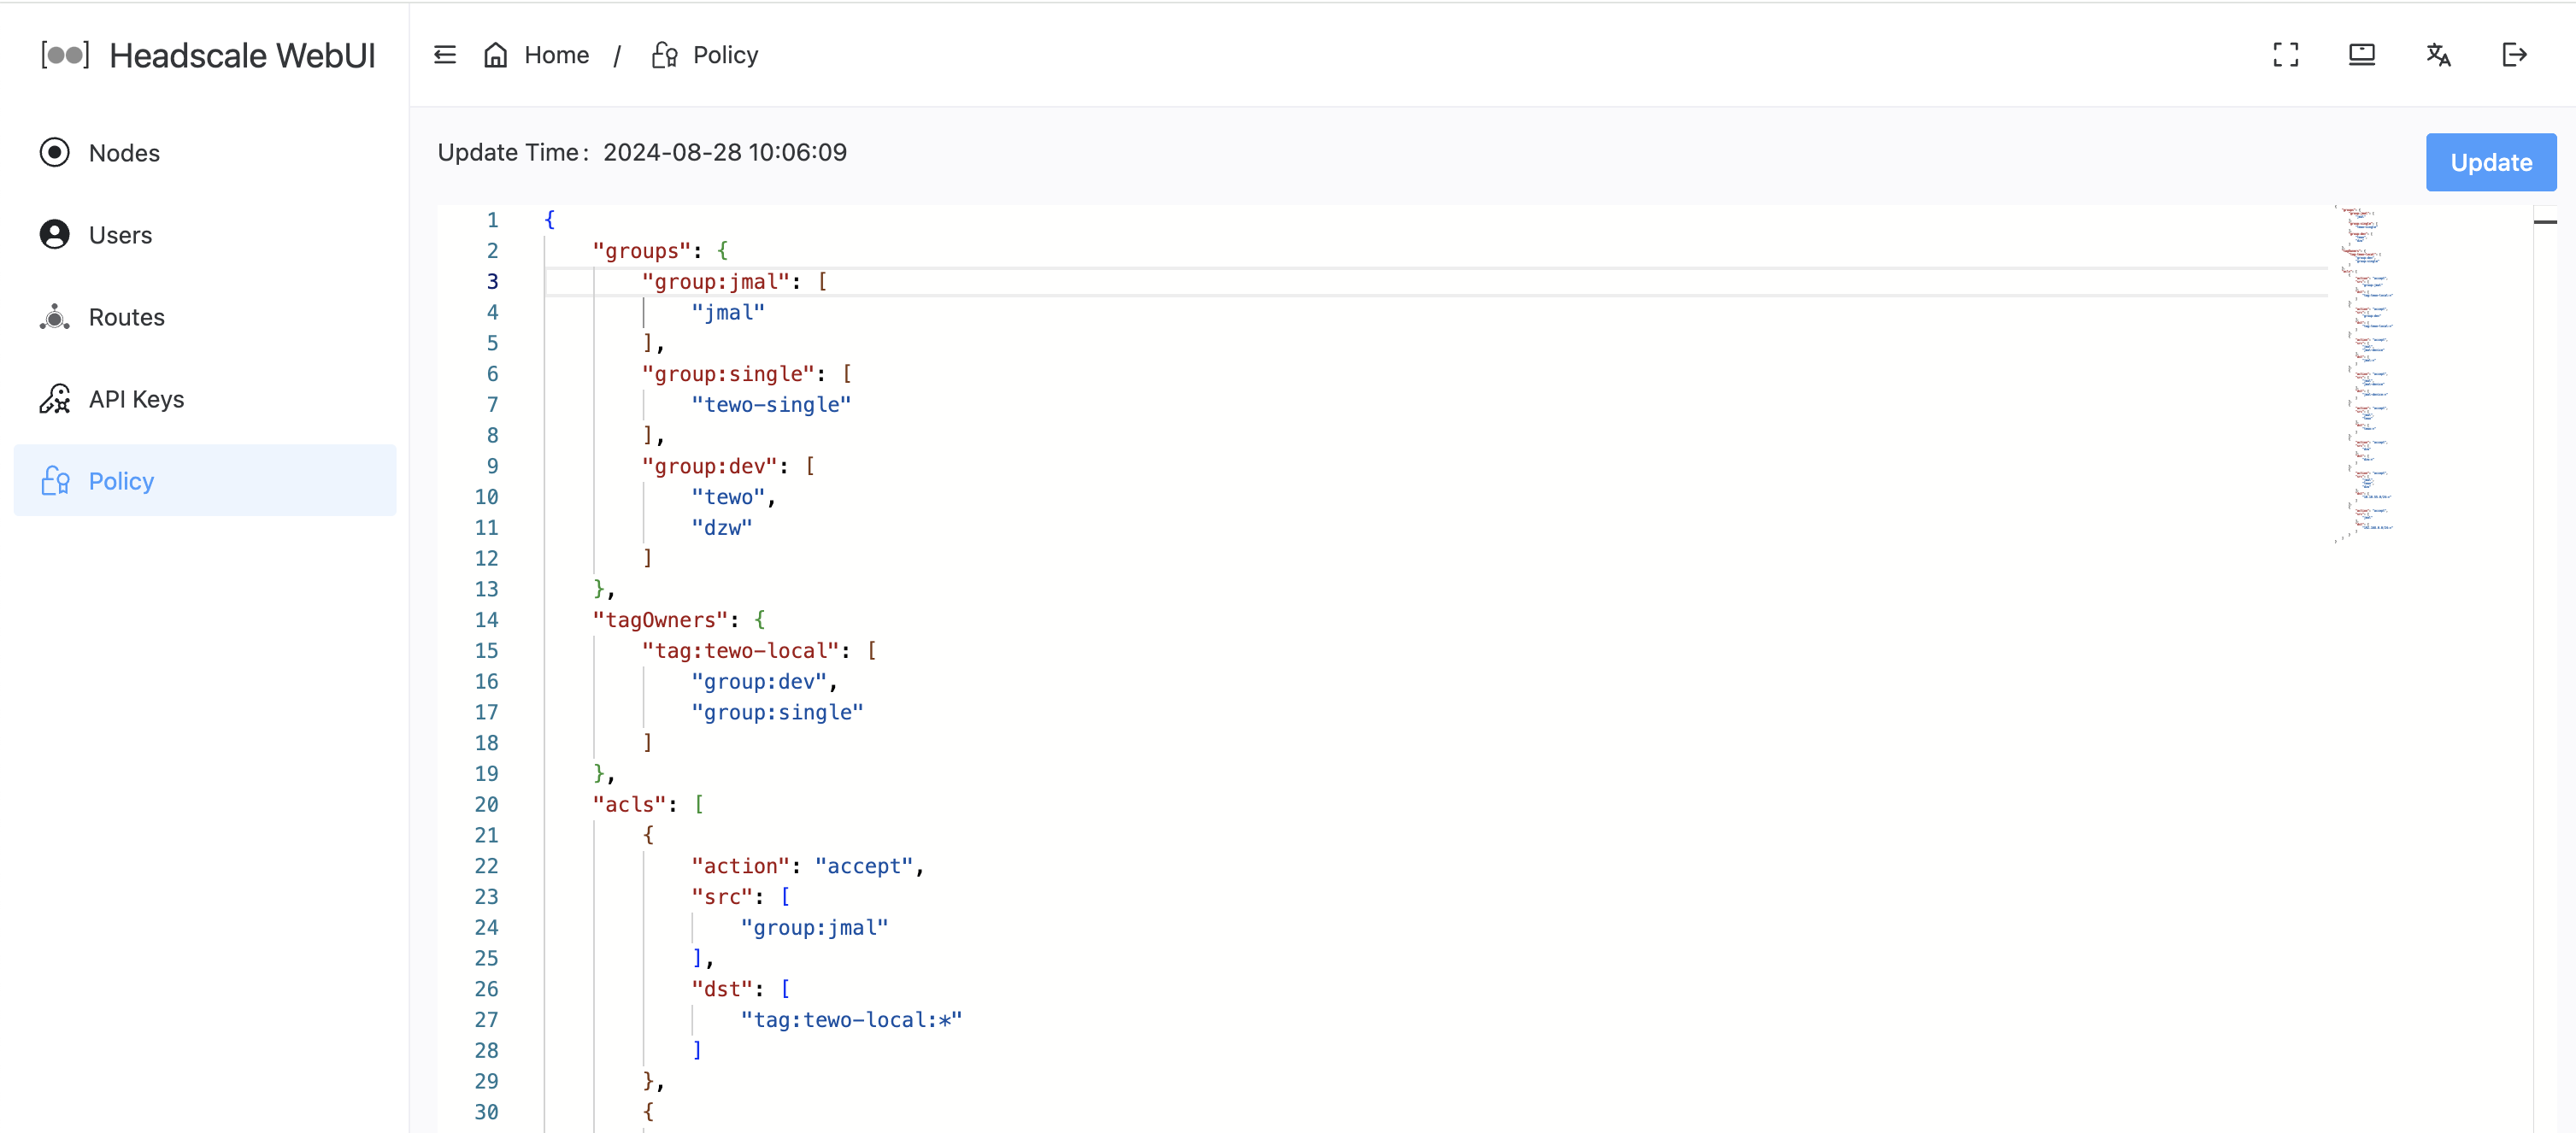 Headscale WebUI
Home / Policy
Nodes
Users
Routes
API Keys
Policy
Update Time: 2024-08-28 10:06:09
Update
1 {
2 "groups": {
3 "group:jmal": [
4 "jmal"
5 ],
6 "group:single": [
7 "tewo-single"
8 ],
9 "group:dev": [
10 "tewo",
11 "dzw"
12 ]
13 },
14 "tagOwners": {
15 "tag:tewo-local": [
16 "group:dev",
17 "group:single"
18 ]
19 },
20 "acls": [
21 {
22 "action": "accept",
23 "src": [
24 "group:jmal"
25 ],
26 "dst": [
27 "tag:tewo-local:*"
28 ]
29 },
30 {